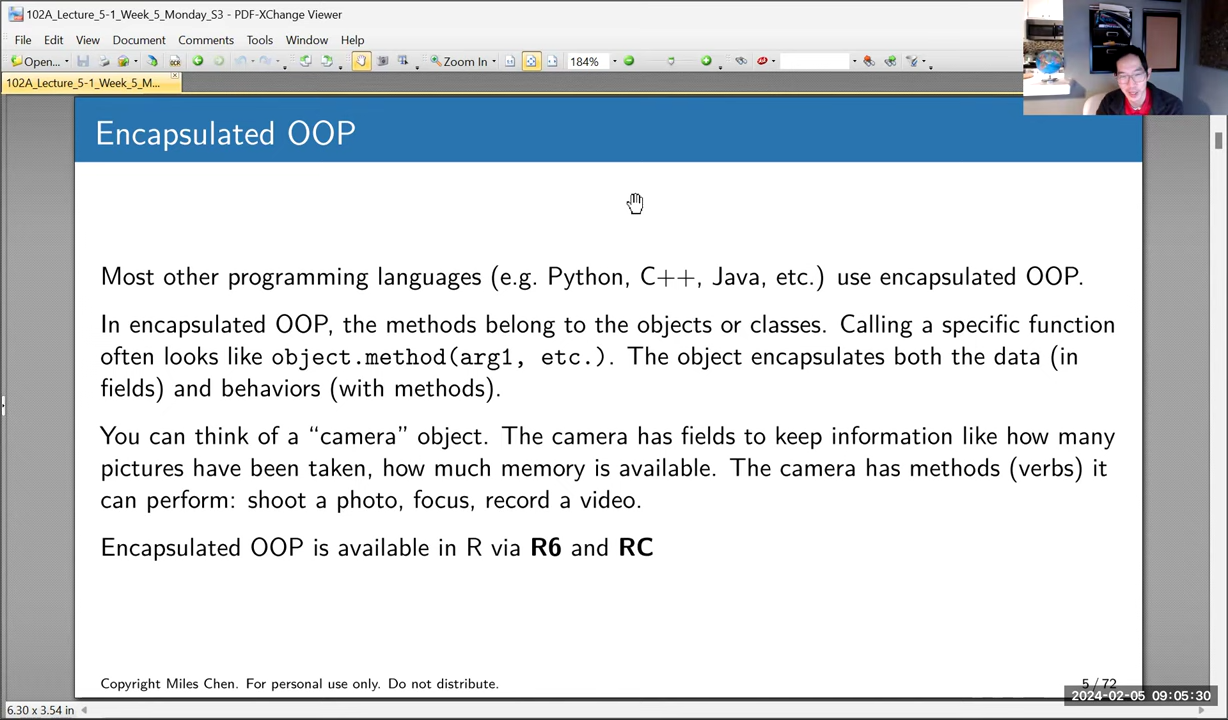 102A_Lecture_5-1_Week_5_Monday_S3 - PDF-XChange Viewer
File Edit View Document Comments Tools Window Help
Open... OCR Zoom In 184%
102A_Lecture_5-1_Week_5_M...
Encapsulated OOP
Most other programming languages (e.g. Python, C++, Java, etc.) use encapsulated OOP.
In encapsulated OOP, the methods belong to the objects or classes. Calling a specific function
often looks like object.method(arg1, etc.). The object encapsulates both the data (in
fields) and behaviors (with methods).
You can think of a “camera” object. The camera has fields to keep information like how many
pictures have been taken, how much memory is available. The camera has methods (verbs) it
can perform: shoot a photo, focus, record a video.
Encapsulated OOP is available in R via R6 and RC
Copyright Miles Chen. For personal use only. Do not distribute. 5 / 72
2024-02-05 09:05:30
6.30 x 3.54 in